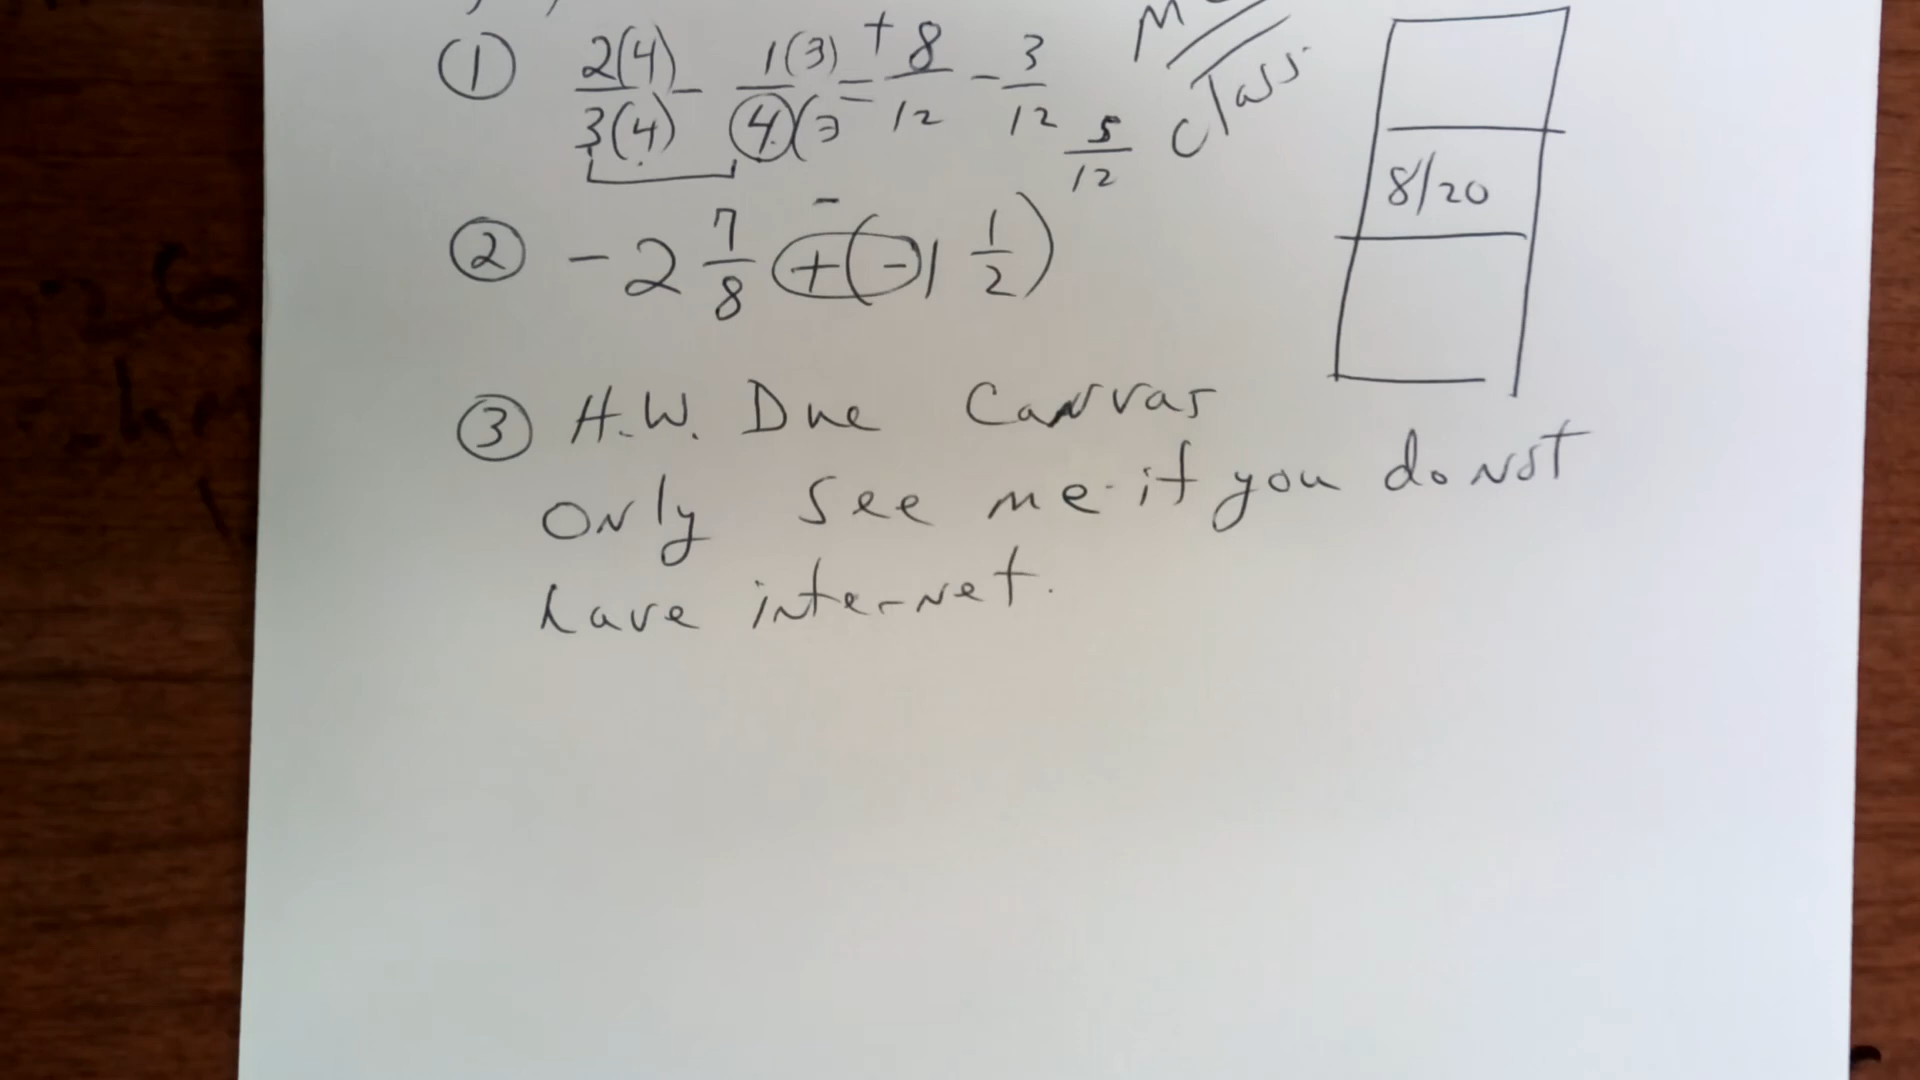 ① 2(4)/3(4) - 1(3)/4(3 = + 8/12 - 3/12 5/12
Class.
8/20
② - 2 7/8 + (-1 1/2)
③ H.W. Due Canvas
Only see me if you do not
have internet.